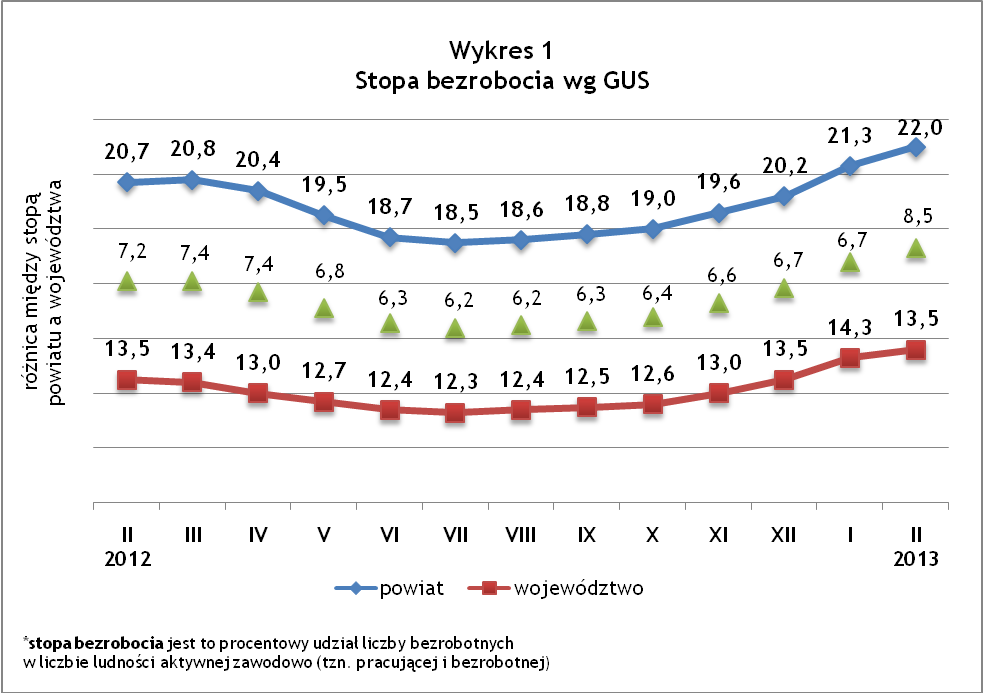 Wykres 1
Stopa bezrobocia wg GUS
różnica między stopą
powiatu a województwa
20,7 20,8 20,4 19,5 18,7 18,5 18,6 18,8 19,0 19,6 20,2 21,3 22,0
7,2 7,4 7,4 6,8 6,3 6,2 6,2 6,3 6,4 6,6 6,7 6,7 8,5
13,5 13,4 13,0 12,7 12,4 12,3 12,4 12,5 12,6 13,0 13,5 14,3 13,5
II III IV V VI VII VIII IX X XI XII I II
2012 2013
powiat województwo
*stopa bezrobocia jest to procentowy udział liczby bezrobotnych
w liczbie ludności aktywnej zawodowo (tzn. pracującej i bezrobotnej)